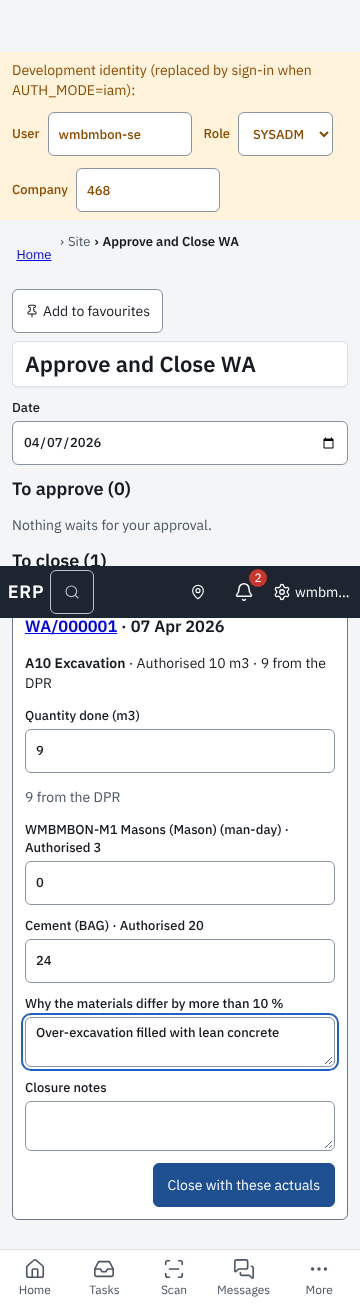 Development identity (replaced by sign-in when
AUTH_MODE=iam):
User wmbmbon-se Role SYSADM
Company 468
Home › Site › Approve and Close WA
Add to favourites
Approve and Close WA
Date
04/07/2026
To approve (0)
Nothing waits for your approval.
To close (1)
ERP 2 wmbm...
WA/000001 · 07 Apr 2026
A10 Excavation · Authorised 10 m3 · 9 from the
DPR
Quantity done (m3)
9
9 from the DPR
WMBMBON-M1 Masons (Mason) (man-day) ·
Authorised 3
0
Cement (BAG) · Authorised 20
24
Why the materials differ by more than 10 %
Over-excavation filled with lean concrete
Closure notes
Close with these actuals
Home Tasks Scan Messages More